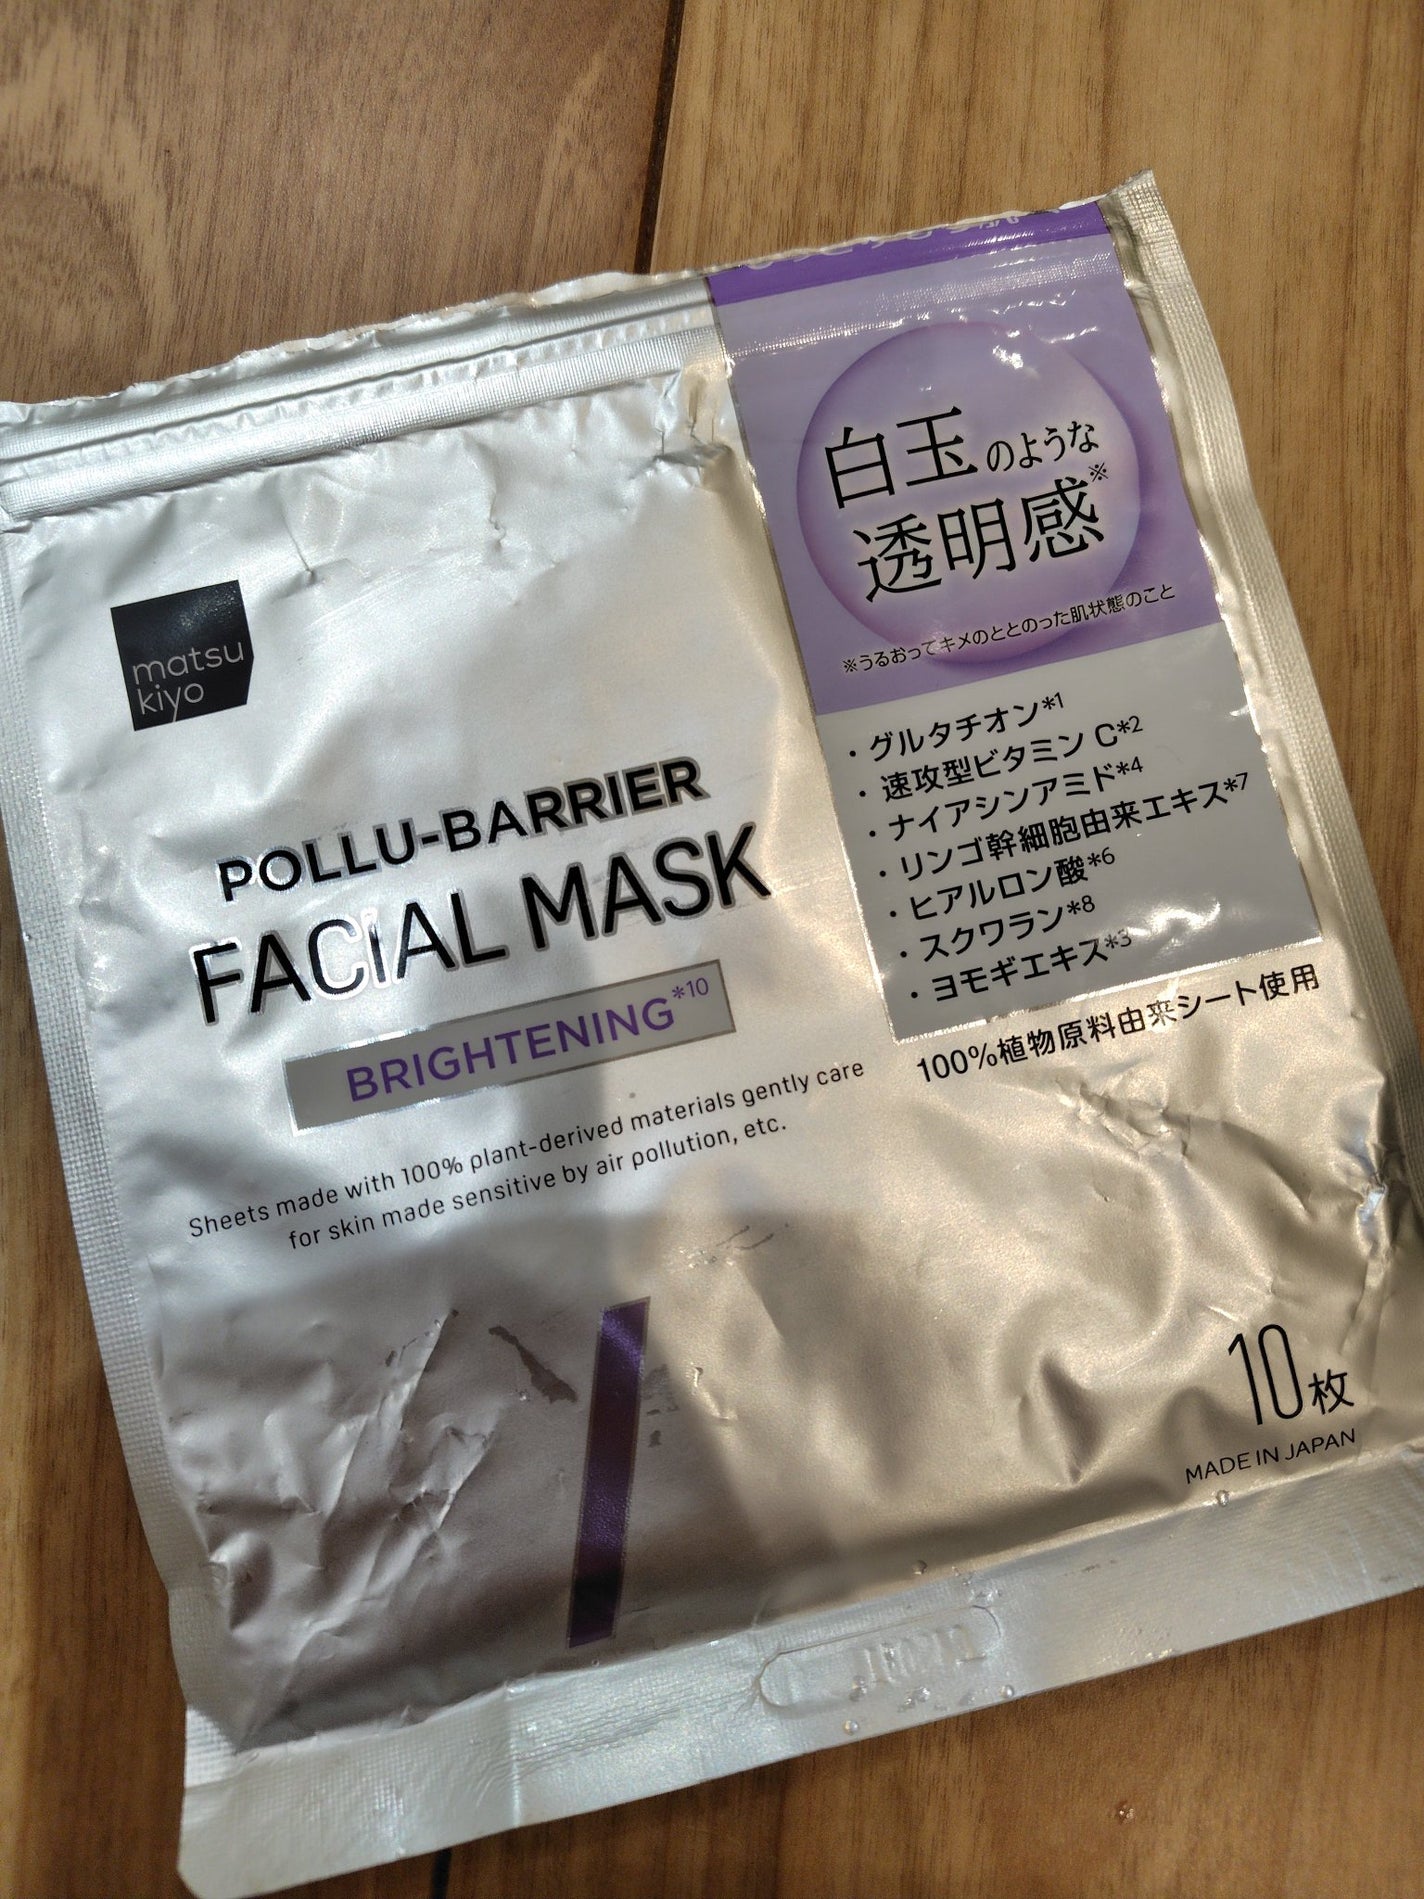 matsu
kiyo
POLLU-BARRIER
FACIAL MASK
BRIGHTENING*10
Sheets made with 100% plant-derived materials gently care
for skin made sensitive by air pollution, etc.
白玉のような
透明感※
※うるおってキメのととのった肌状態のこと
・グルタチオン*1
・速攻型ビタミン C*2
・ナイアシンアミド*4
・リンゴ幹細胞由来エキス*7
・ヒアルロン酸*6
・スクワラン*8
・ヨモギエキス*3
100%植物原料由来シート使用
10枚
MADE IN JAPAN